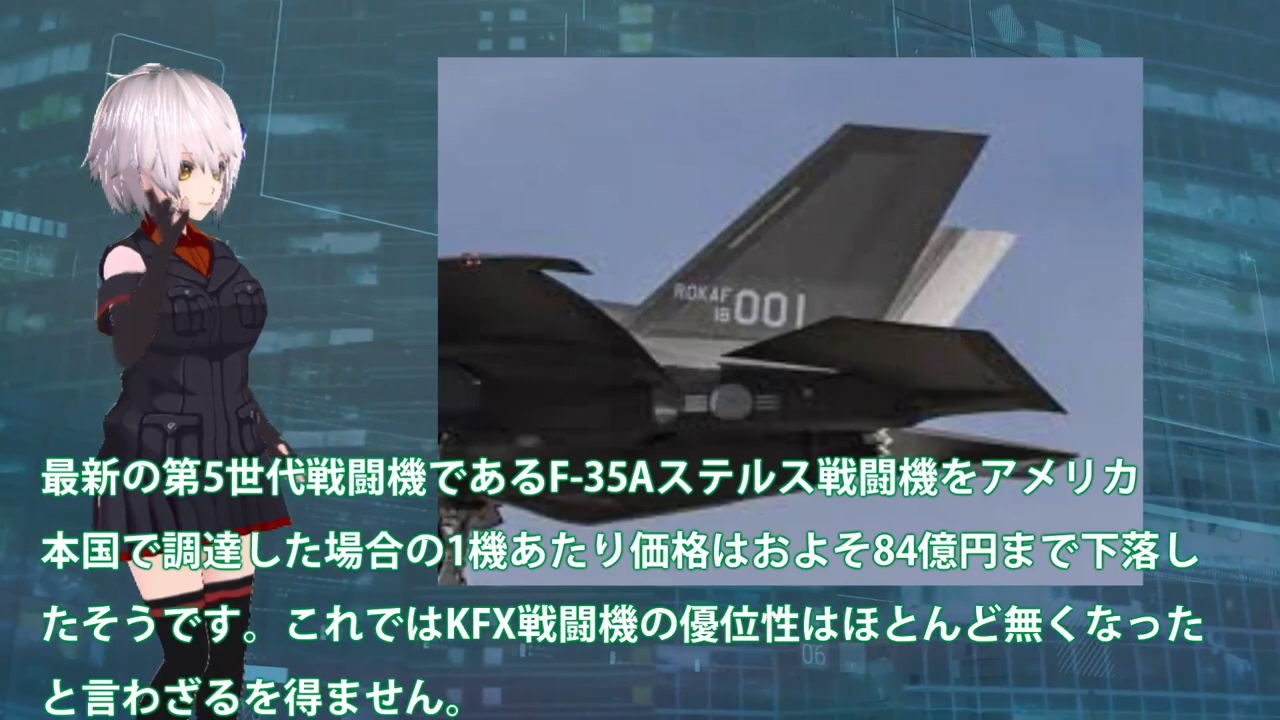 ROKAF
18 001
最新の第5世代戦闘機であるF-35Aステルス戦闘機をアメリカ
本国で調達した場合の1機あたり価格はおよそ84億円まで下落し
たそうです。これではKFX戦闘機の優位性はほとんど無くなった
06
と言わざるを得ません。